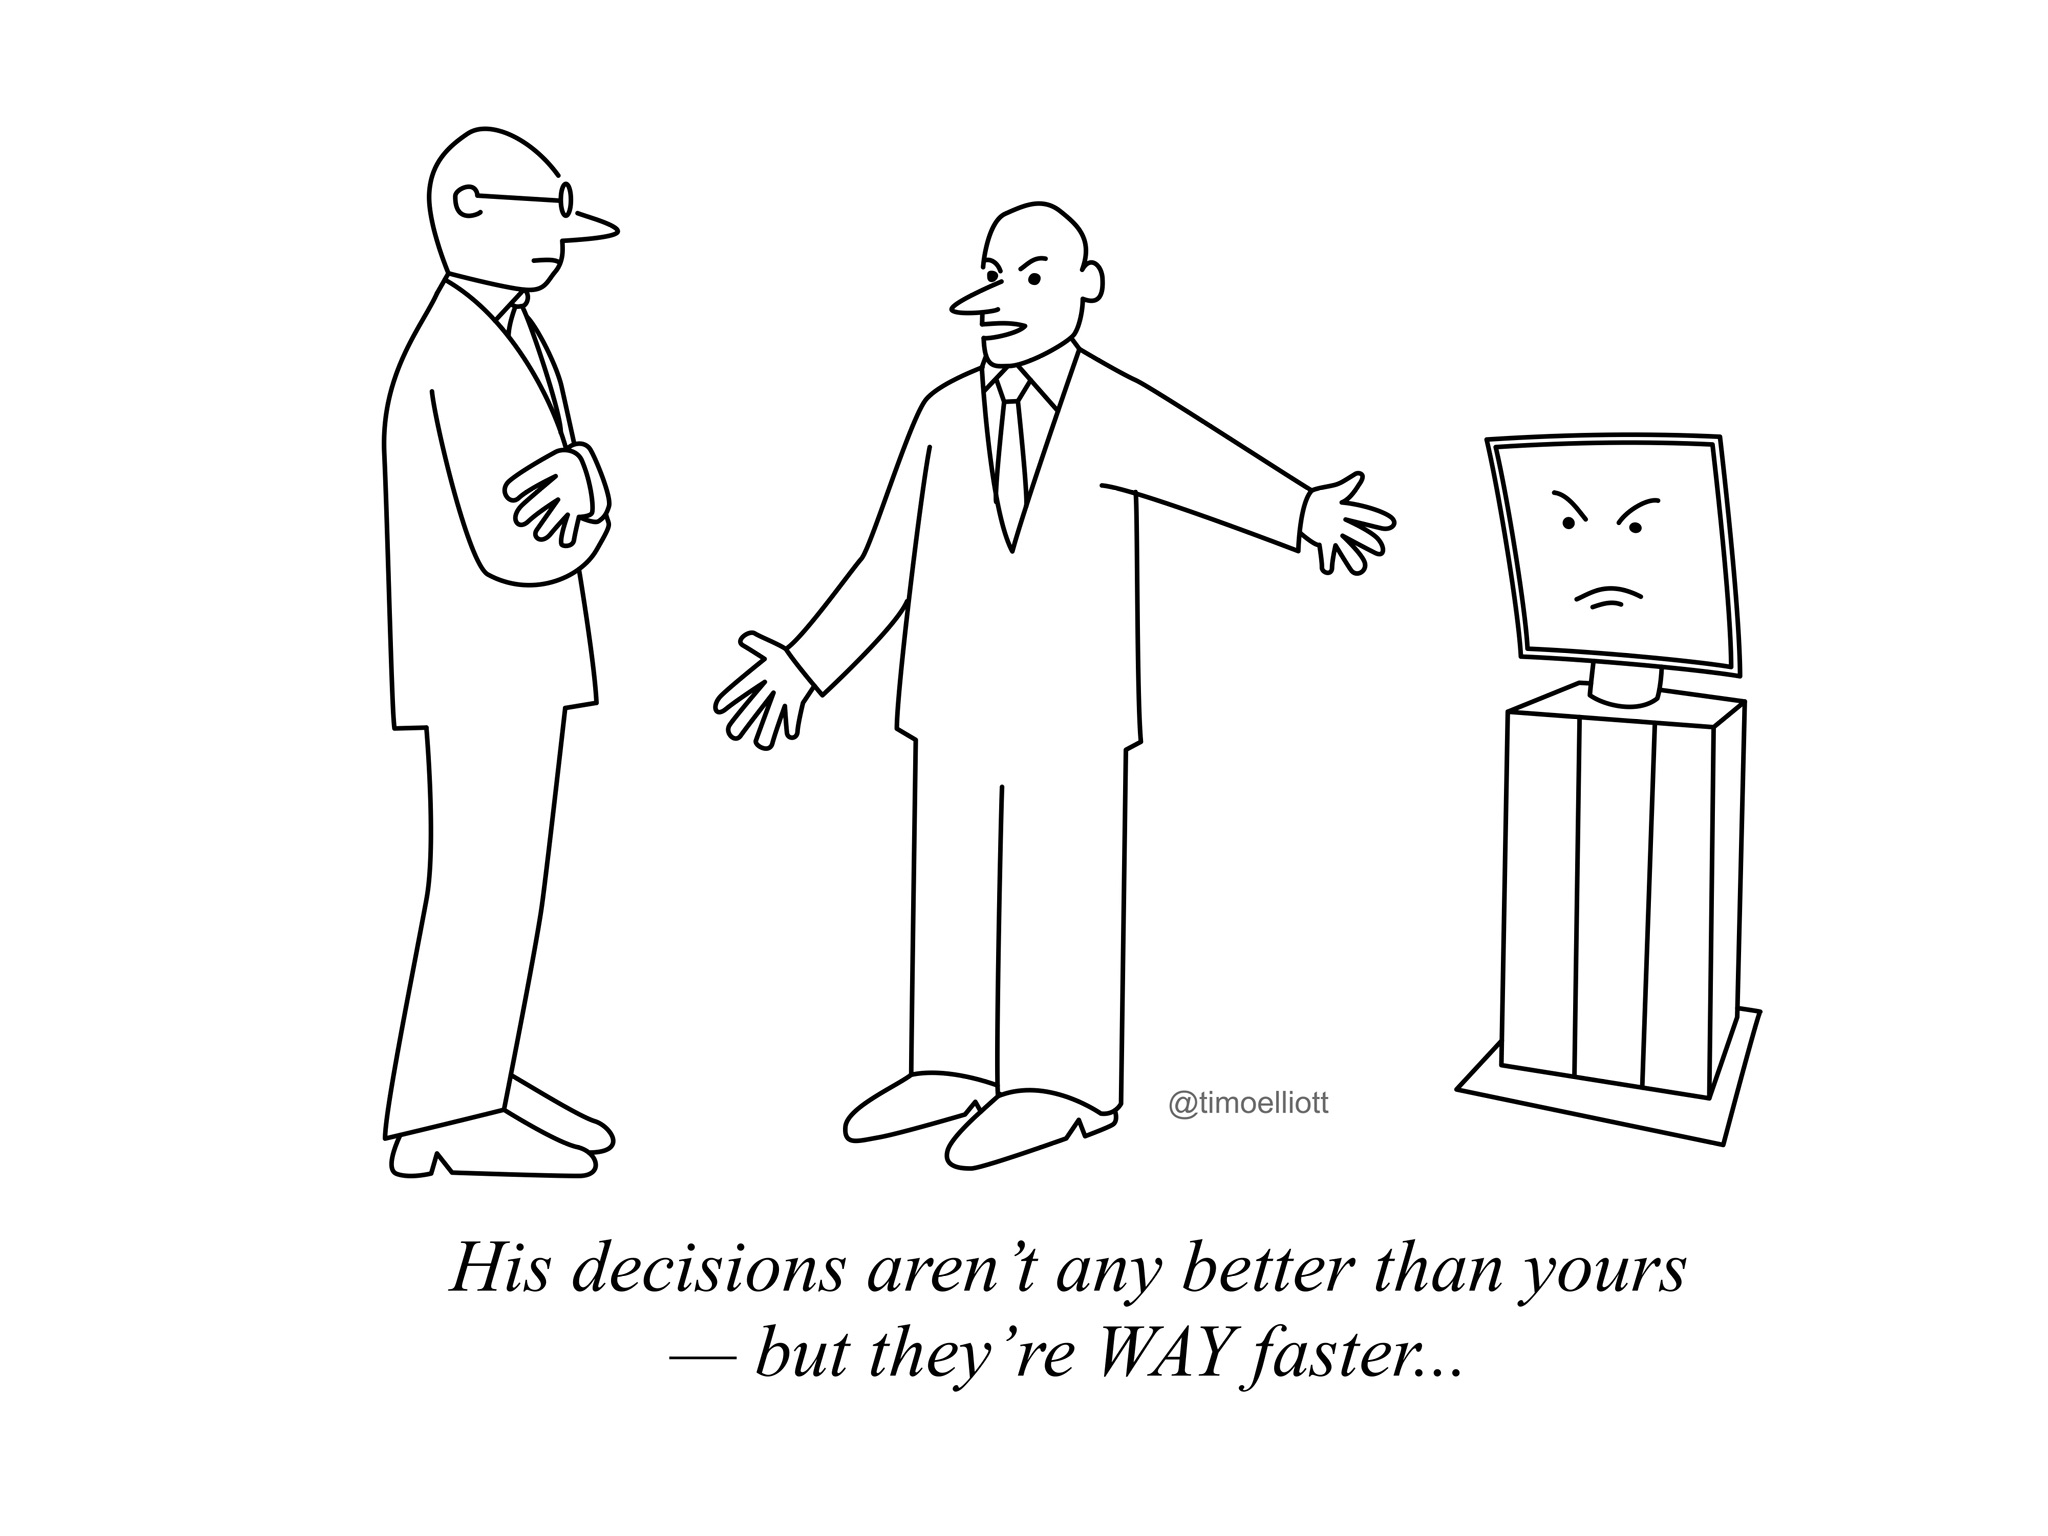 @timoelliott
His decisions aren’t any better than yours
— but they’re WAY faster...